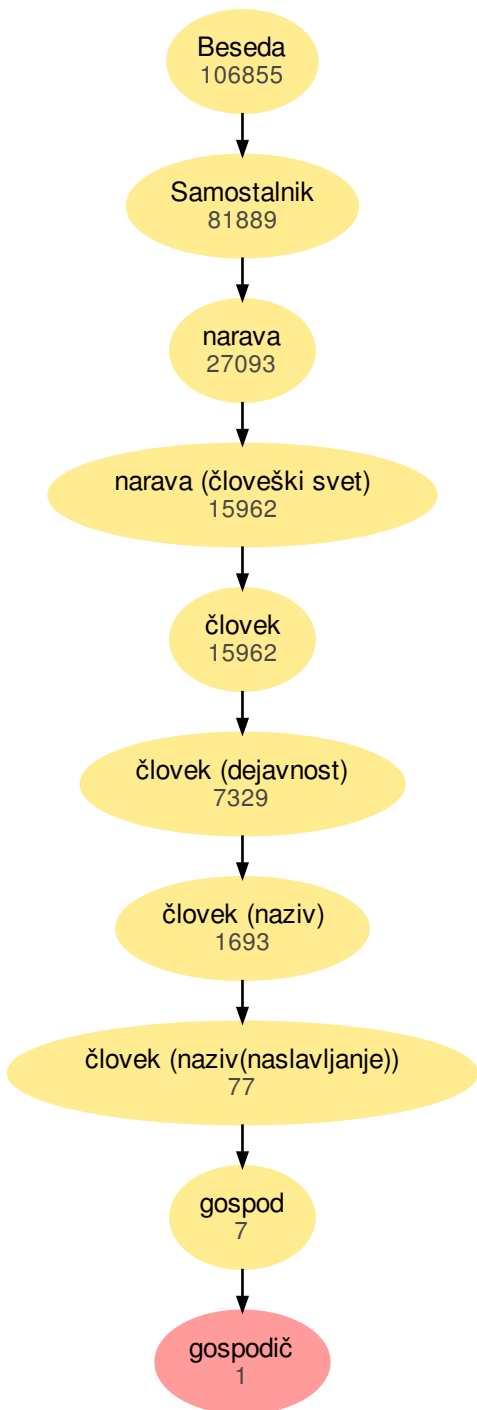 Beseda
106855
Samostalnik
81889
narava
27093
narava (človeški svet)
15962
človek
15962
človek (dejavnost)
7329
človek (naziv)
1693
človek (naziv(naslavljanje))
77
gospod
7
gospodič
1